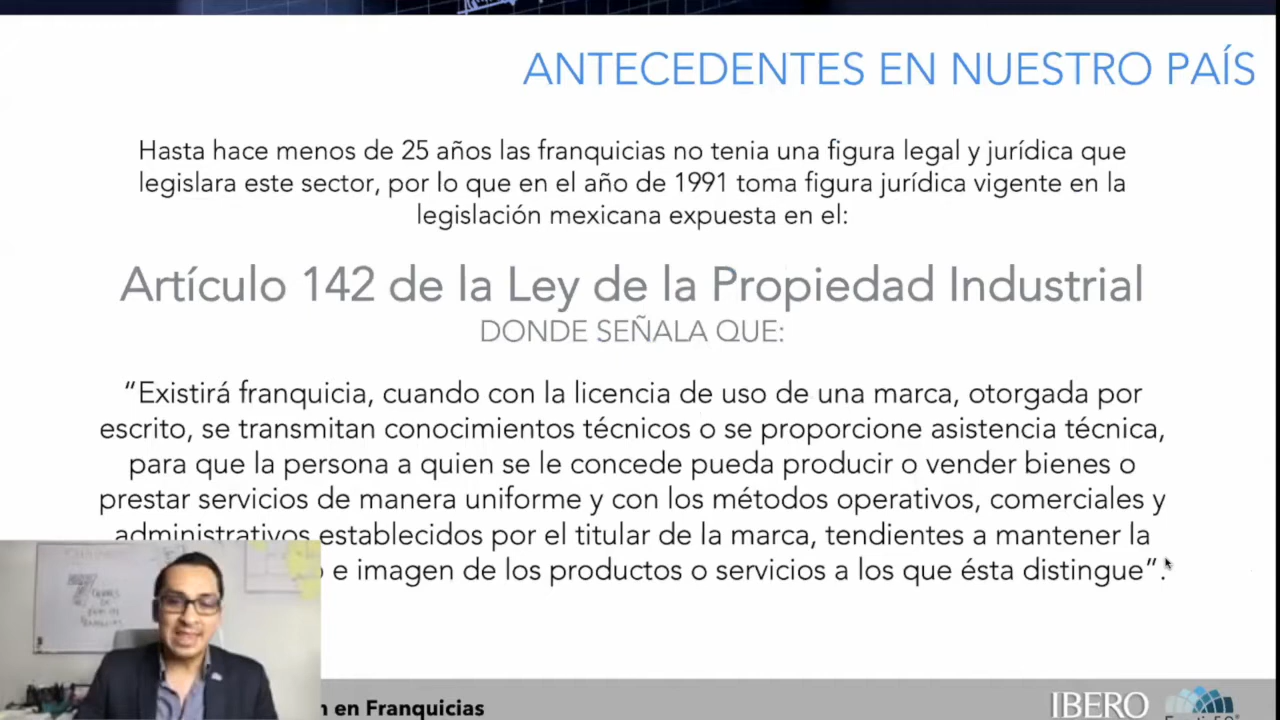 ANTECEDENTES EN NUESTRO PAÍS
Hasta hace menos de 25 años las franquicias no tenia una figura legal y jurídica que
legislara este sector, por lo que en el año de 1991 toma figura jurídica vigente en la
legislación mexicana expuesta en el:
Artículo 142 de la Ley de la Propiedad Industrial
DONDE SEÑALA QUE:
“Existirá franquicia, cuando con la licencia de uso de una marca, otorgada por
escrito, se transmitan conocimientos técnicos o se proporcione asistencia técnica,
para que la persona a quien se le concede pueda producir o vender bienes o
prestar servicios de manera uniforme y con los métodos operativos, comerciales y
administrativos establecidos por el titular de la marca, tendientes a mantener la
e imagen de los productos o servicios a los que ésta distingue”.
7
en Franquicias
IBERO